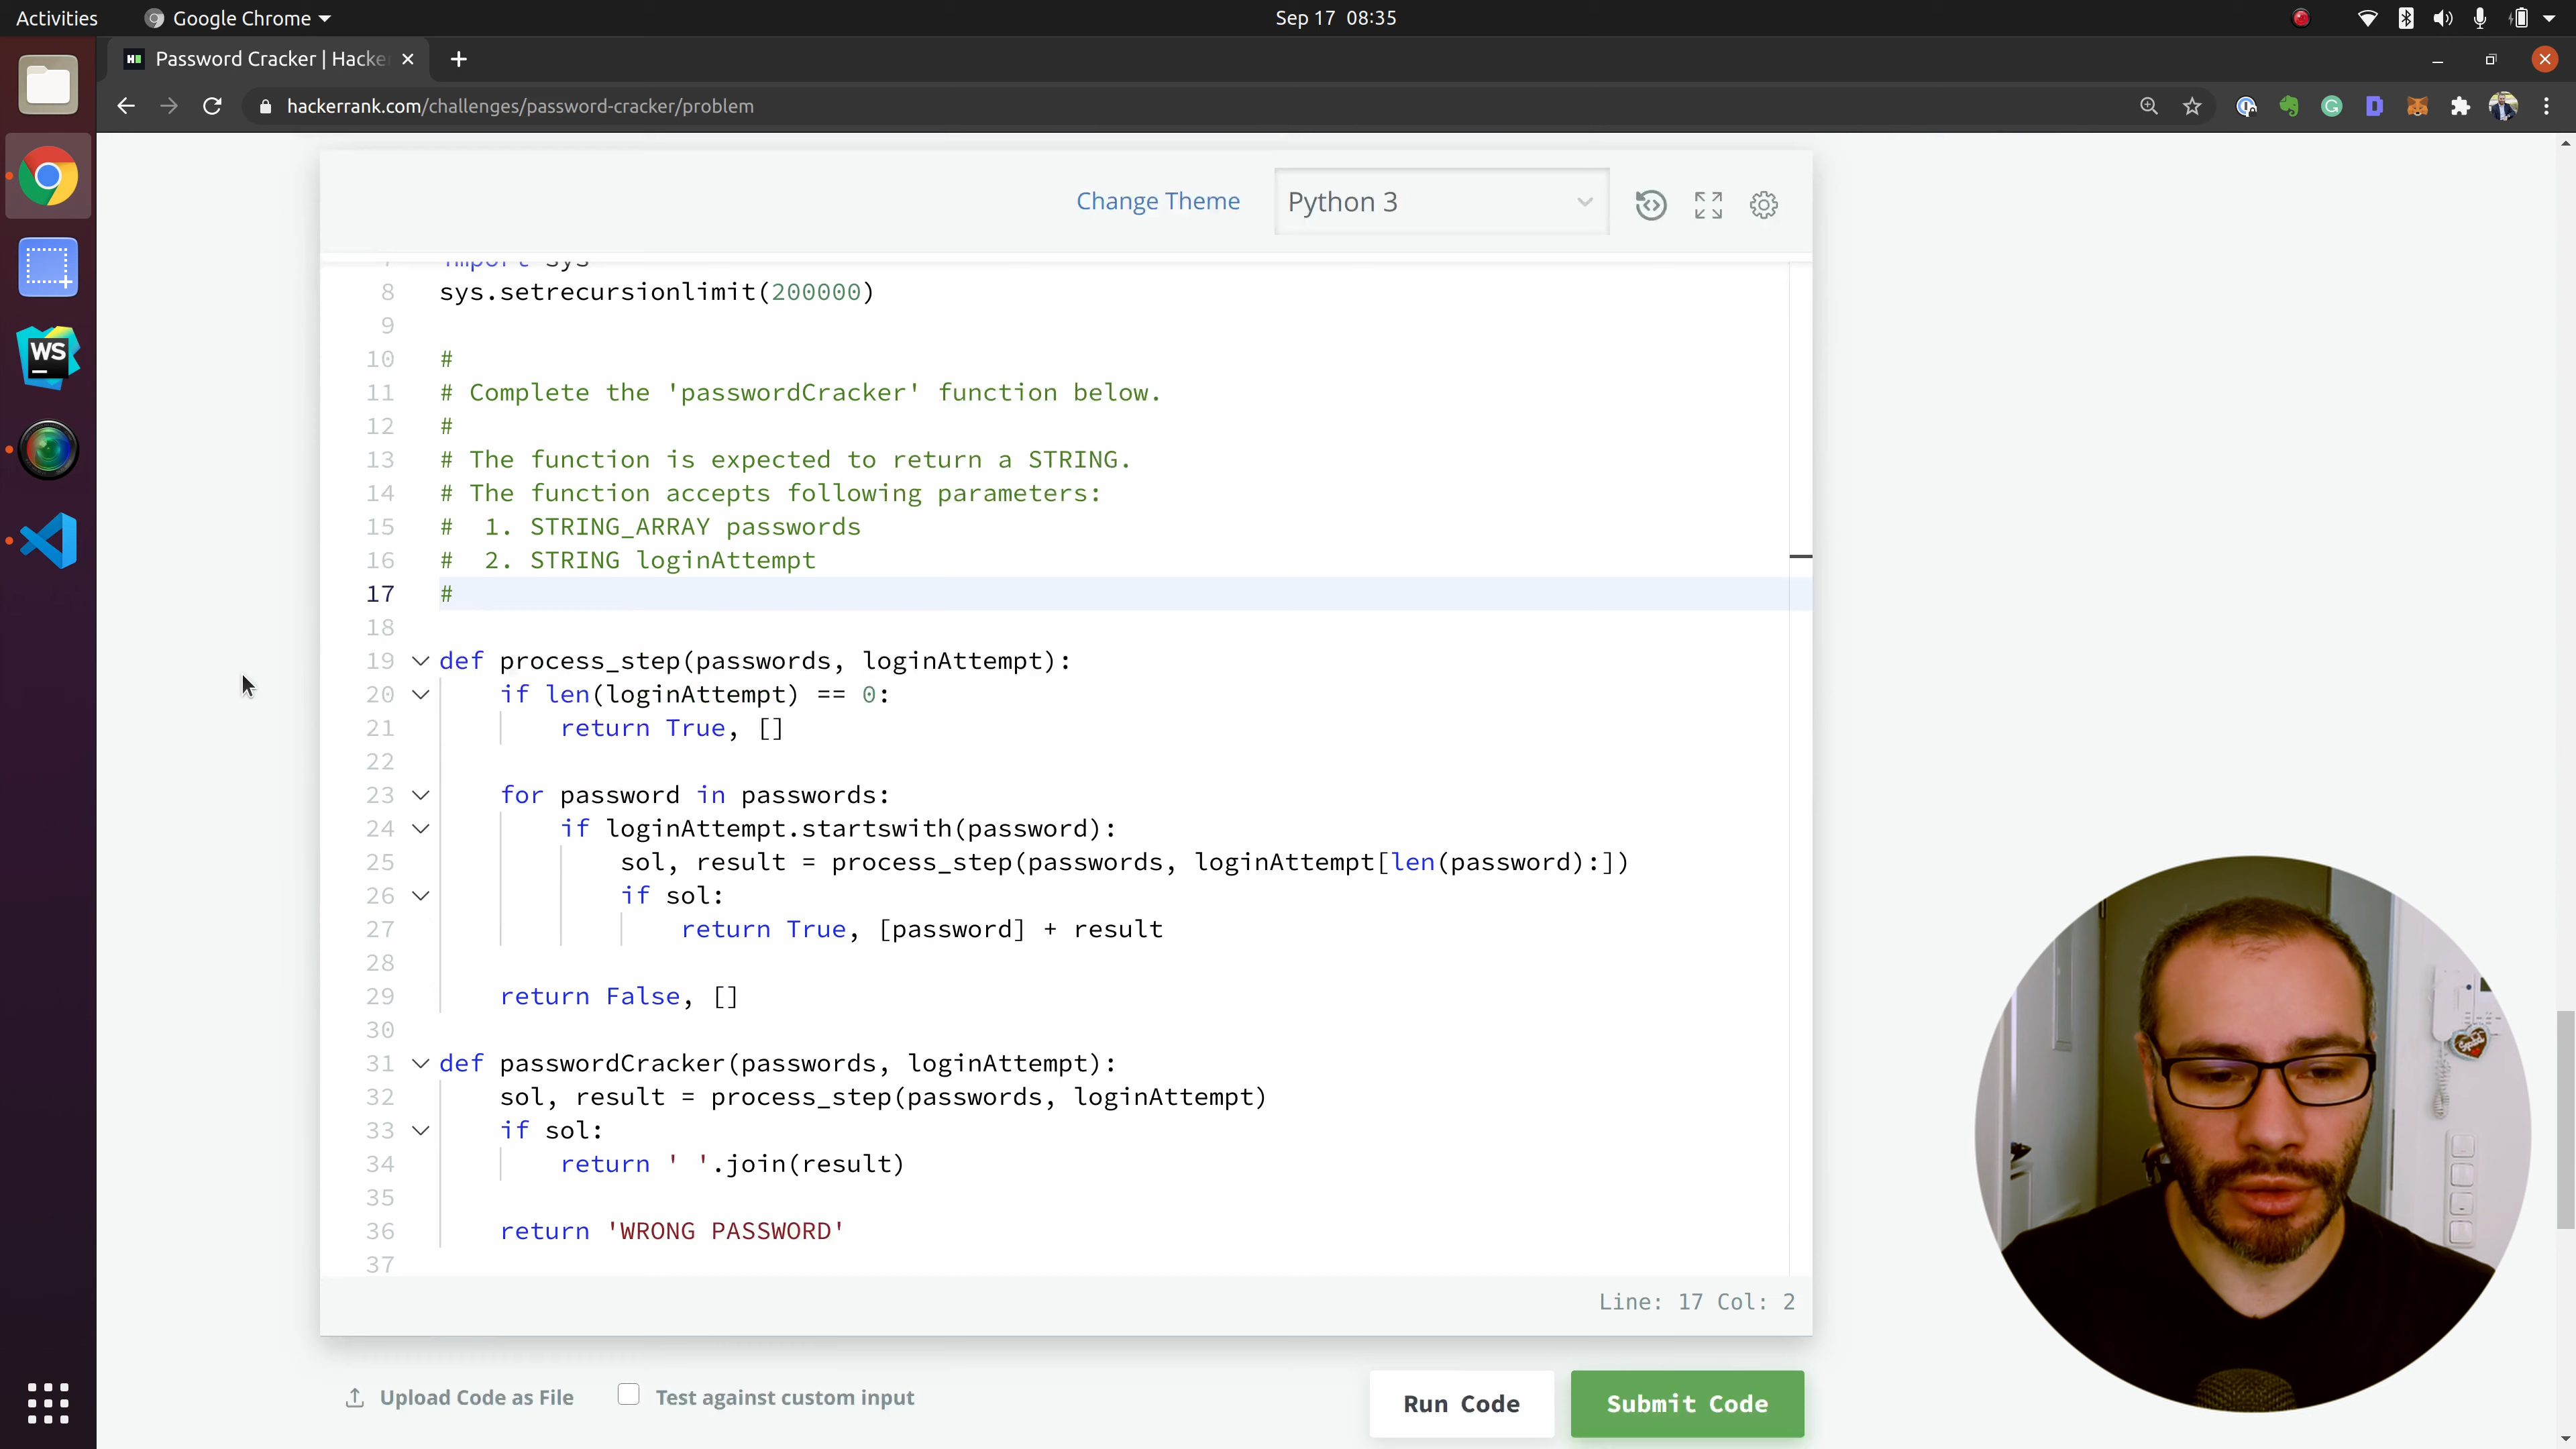 Activities Google Chrome Sep 17 08:35
Password Cracker | Hacke
hackerrank.com/challenges/password-cracker/problem
WS
Change Theme Python 3
7 import sys
8 sys.setrecursionlimit(200000)
9
10 #
11 # Complete the 'passwordCracker' function below.
12 #
13 # The function is expected to return a STRING.
14 # The function accepts following parameters:
15 #  1. STRING_ARRAY passwords
16 #  2. STRING loginAttempt
17 #
18
19 def process_step(passwords, loginAttempt):
20     if len(loginAttempt) == 0:
21         return True, []
22
23     for password in passwords:
24         if loginAttempt.startswith(password):
25             sol, result = process_step(passwords, loginAttempt[len(password):])
26             if sol:
27                 return True, [password] + result
28
29     return False, []
30
31 def passwordCracker(passwords, loginAttempt):
32     sol, result = process_step(passwords, loginAttempt)
33     if sol:
34         return ' '.join(result)
35
36     return 'WRONG PASSWORD'
37
Line: 17 Col: 2
Upload Code as File Test against custom input Run Code Submit Code